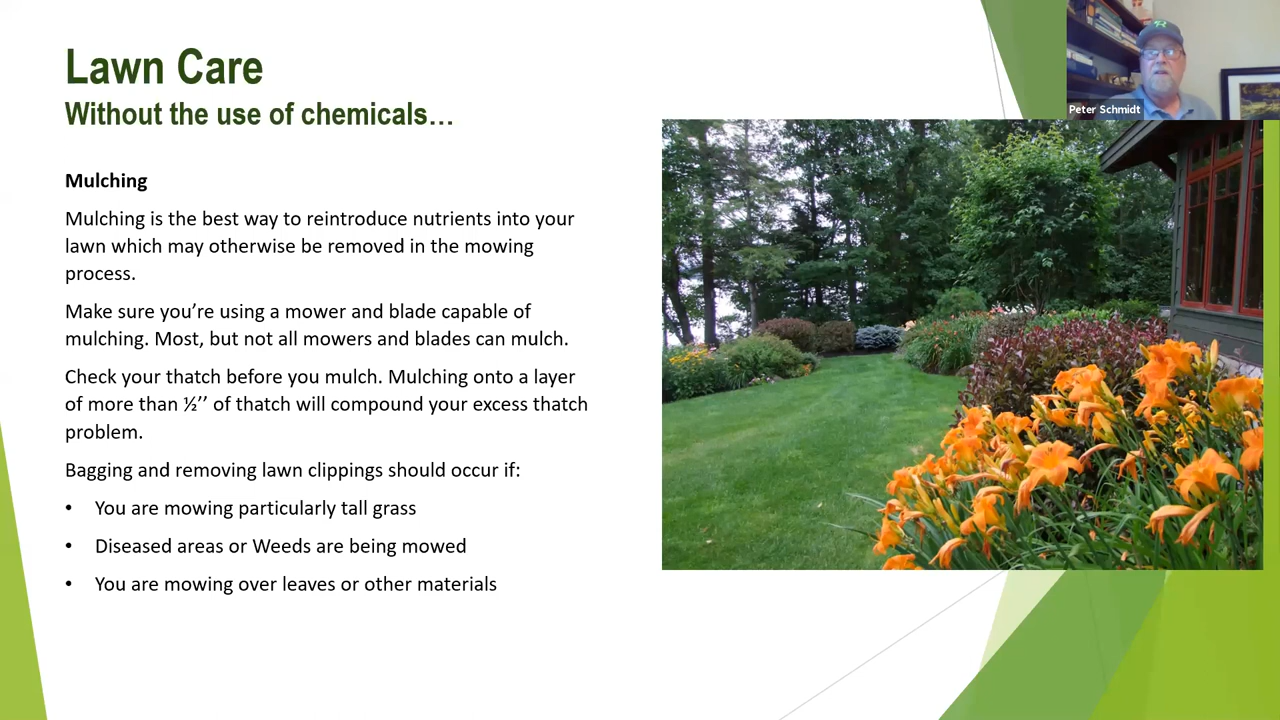 Lawn Care
Without the use of chemicals…
Peter Schmidt
Mulching
Mulching is the best way to reintroduce nutrients into your
lawn which may otherwise be removed in the mowing
process.
Make sure you’re using a mower and blade capable of
mulching. Most, but not all mowers and blades can mulch.
Check your thatch before you mulch. Mulching onto a layer
of more than ½’’ of thatch will compound your excess thatch
problem.
Bagging and removing lawn clippings should occur if:
• You are mowing particularly tall grass
• Diseased areas or Weeds are being mowed
• You are mowing over leaves or other materials